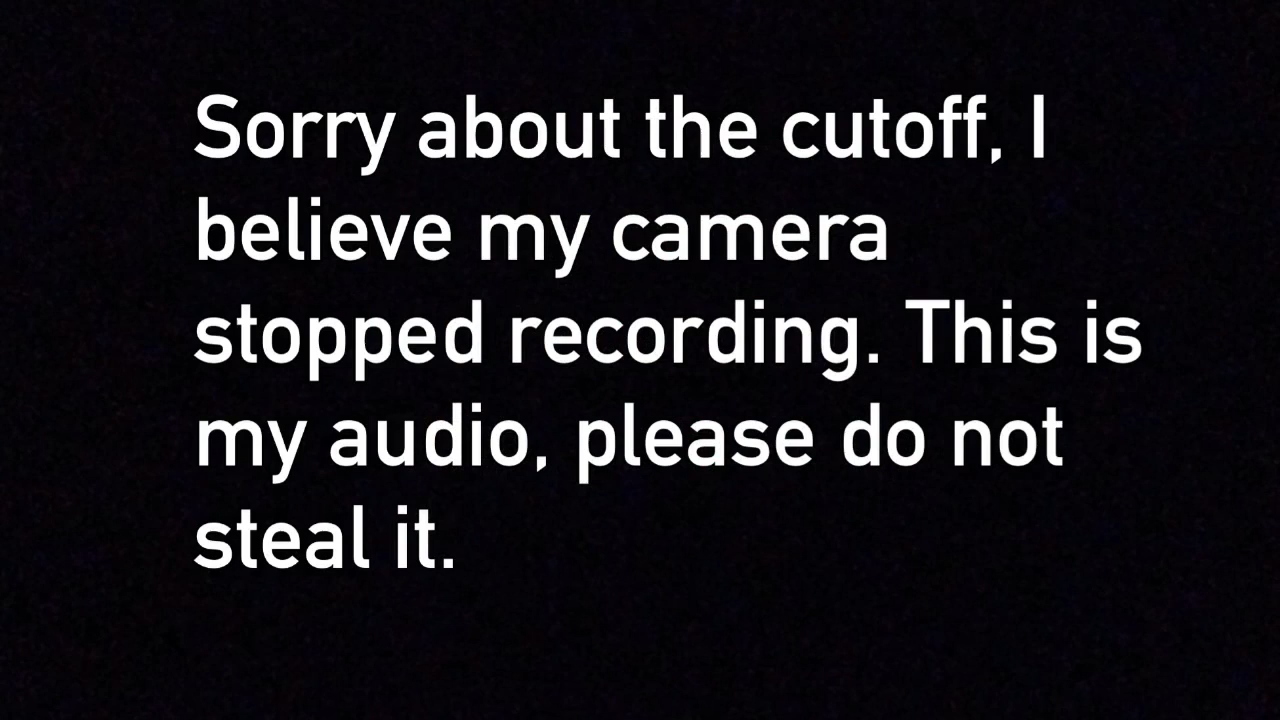 Sorry about the cutoff, I
believe my camera
stopped recording. This is
my audio, please do not
steal it.